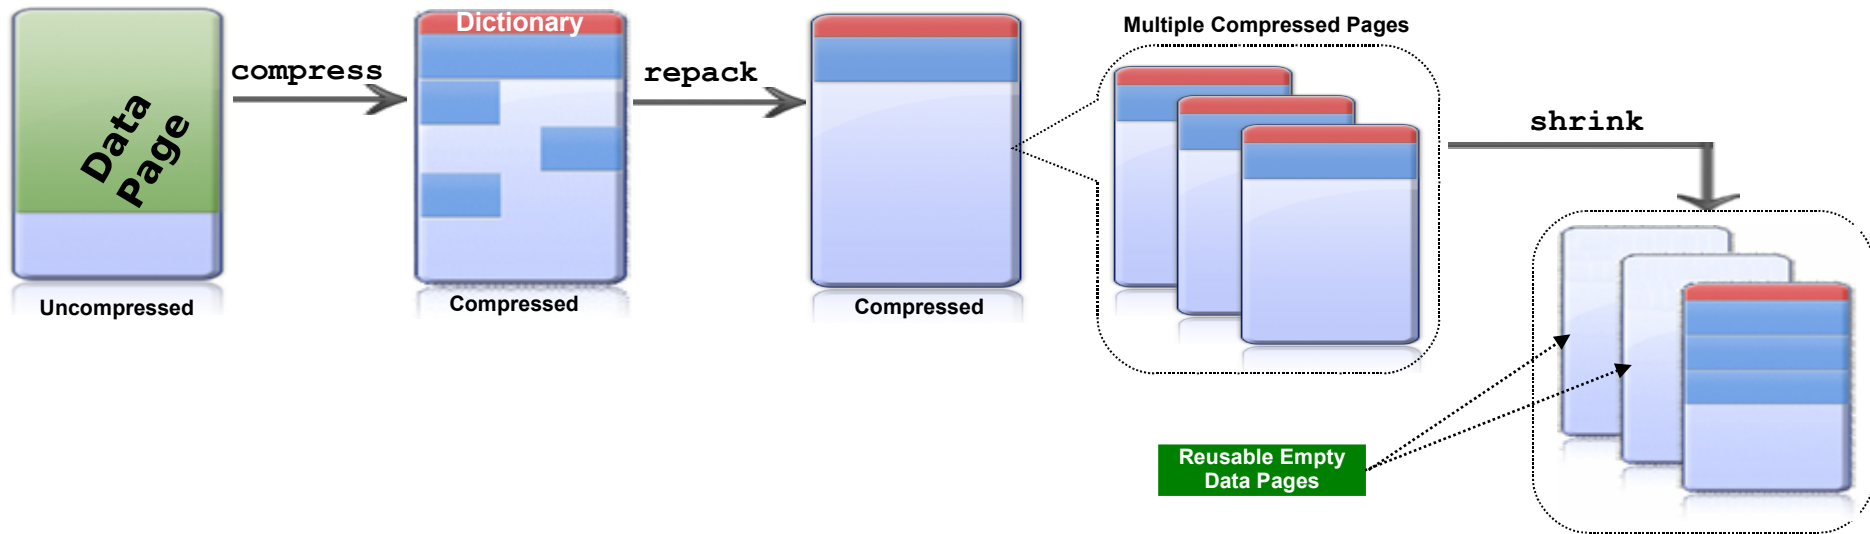 Dictionary
Multiple Compressed Pages
compress
repack
Data
Page
shrink
Uncompressed
Compressed
Compressed
Reusable Empty
Data Pages